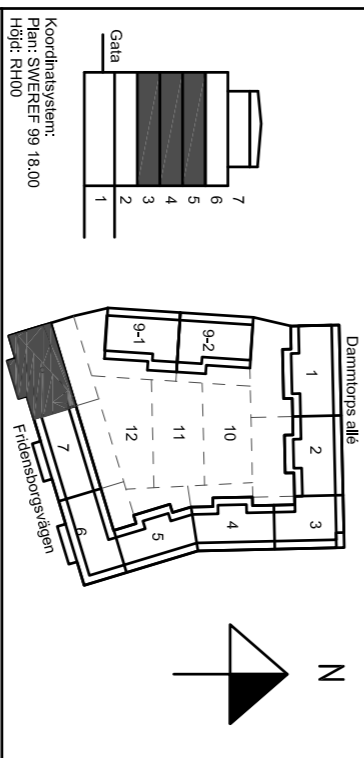 Dammtorps allé
N
1
2
3
9-2
10
4
9-1
11
5
12
7
6
Fridensborgsvägen
7
6
5
4
3
2
1
Gata
Koordinatsystem:
Plan: SWEREF 99 18.00
Höjd: RH00